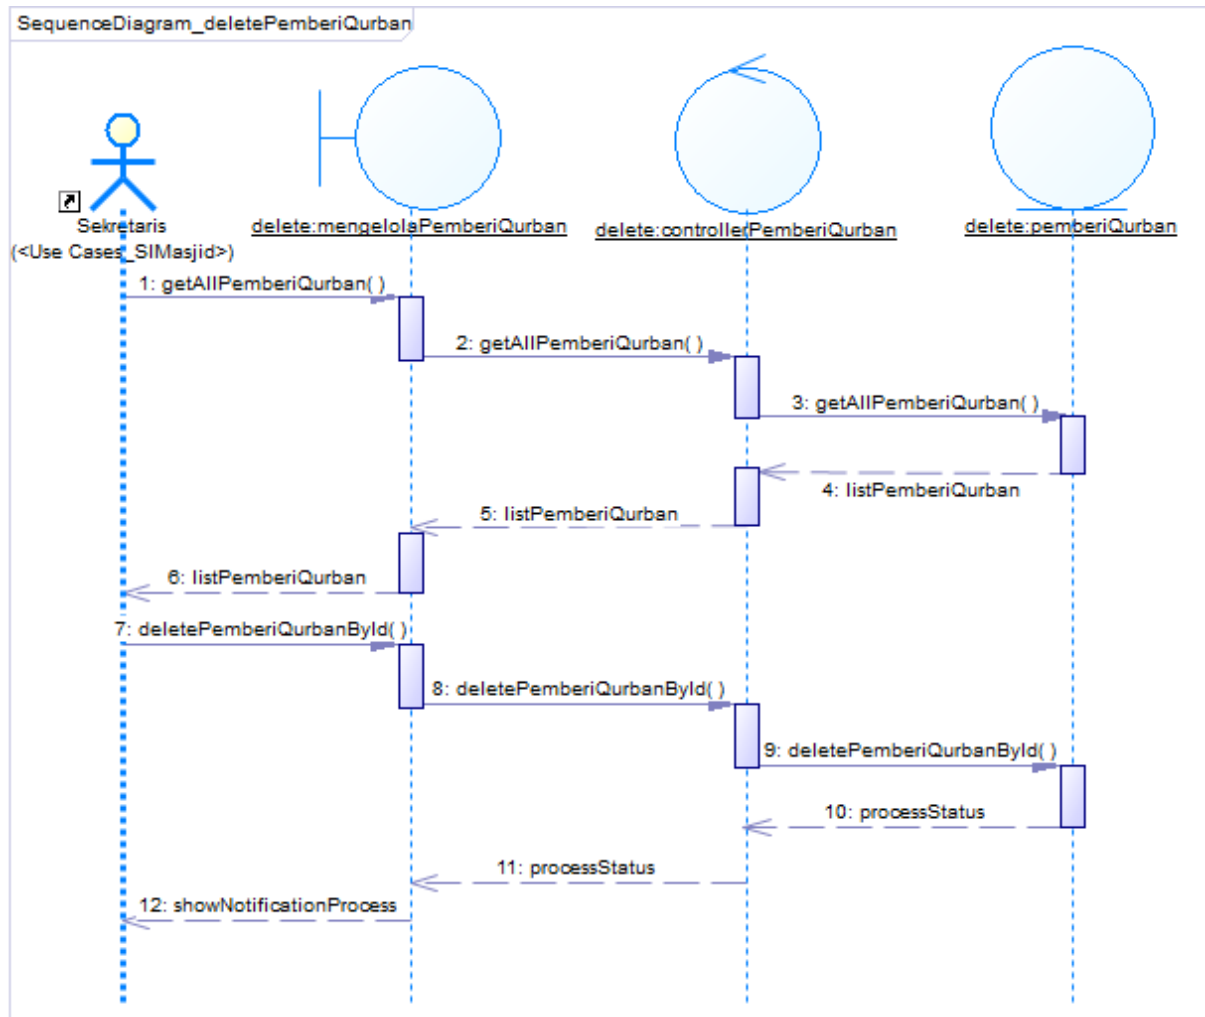 SequenceDiagram_deletePemberiQurban
Sekretaris
(<Use Cases_SIMasjid>)
delete:mengelolaPemberiQurban
delete:controllerPemberiQurban
delete:pemberiQurban
1: getAllPemberiQurban( )
2: getAllPemberiQurban( )
3: getAllPemberiQurban( )
4: listPemberiQurban
5: listPemberiQurban
6: listPemberiQurban
7: deletePemberiQurbanById( )
8: deletePemberiQurbanById( )
9: deletePemberiQurbanById( )
10: processStatus
11: processStatus
12: showNotificationProcess